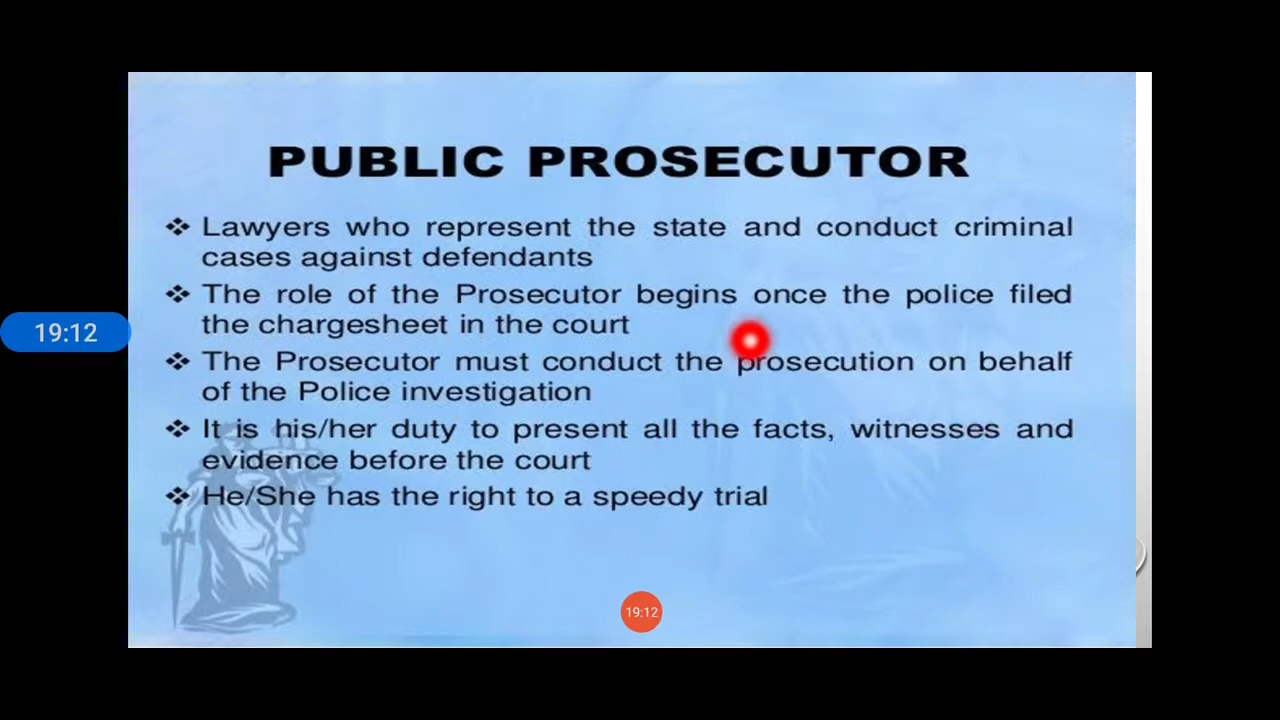 PUBLIC PROSECUTOR
❖ Lawyers who represent the state and conduct criminal
cases against defendants
❖ The role of the Prosecutor begins once the police filed
the chargesheet in the court
19:12
❖ The Prosecutor must conduct the prosecution on behalf
of the Police investigation
❖ It is his/her duty to present all the facts, witnesses and
evidence before the court
❖ He/She has the right to a speedy trial
19:12